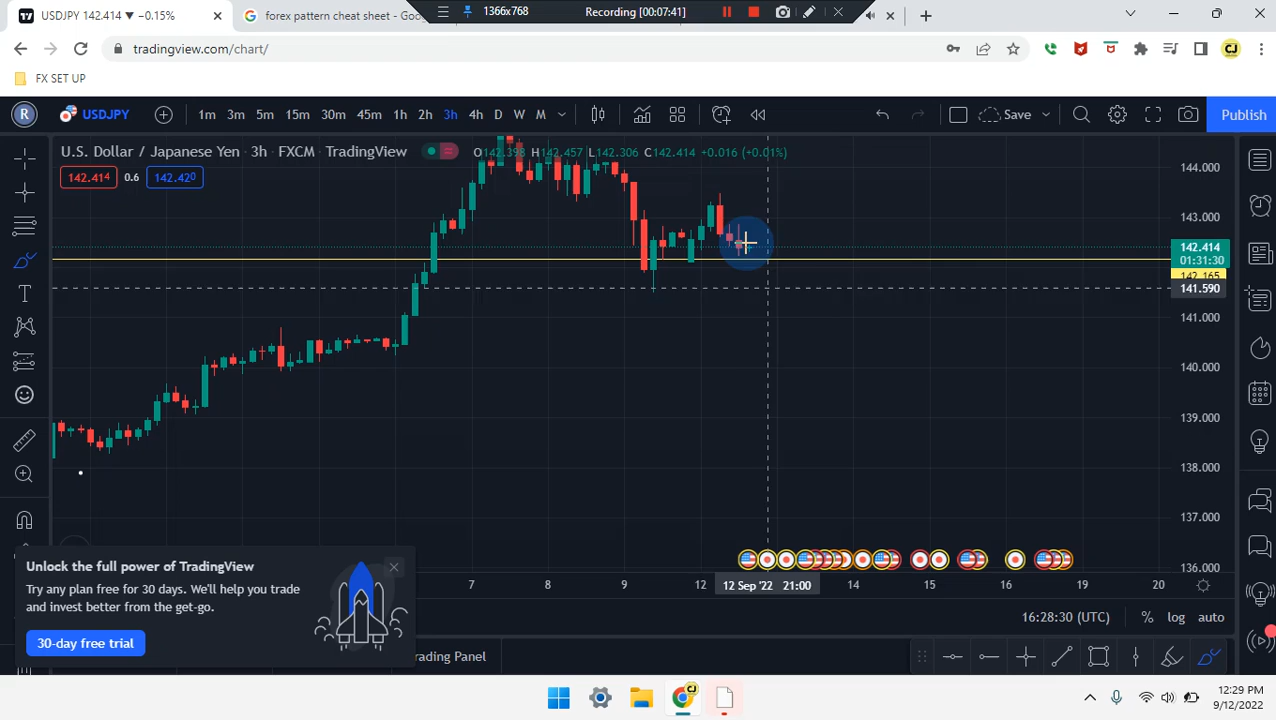 USDJPY 142.414 ▼ −0.15%
forex pattern cheat sheet - Goo
1366x768
Recording [00:07:41]
tradingview.com/chart/
CJ
FX SET UP
R
USDJPY
1m 3m 5m 15m 30m 45m 1h 2h 3h 4h D W M
Save
Publish
U.S. Dollar / Japanese Yen · 3h · FXCM · TradingView
O142.398 H142.457 L142.306 C142.414 +0.016 (+0.01%)
142.414 0.6 142.420
144.000
143.000
142.414
01:31:30
142.165
141.590
141.000
140.000
139.000
138.000
137.000
136.000
Unlock the full power of TradingView
Try any plan free for 30 days. We'll help you trade
and invest better from the get-go.
30-day free trial
7 8 9 12 12 Sep '22 21:00 14 15 16 19 20
16:28:30 (UTC) % log auto
rading Panel
CJ
12:29 PM
9/12/2022